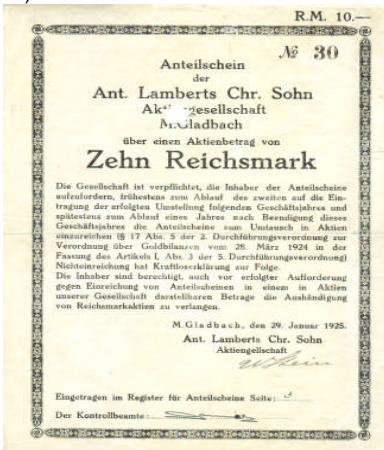 R.M. 10.—
№ 30
Anteilschein
der
Ant. Lamberts Chr. Sohn
Aktiengesellschaft
M.Gladbach
über einen Aktienbetrag von
Zehn Reichsmark
Die Gesellschaft ist verpflichtet, die Inhaber der Anteilscheine
aufzufordern, frühestens zum Ablauf des zweiten auf die Ein-
tragung der erfolgten Umstellung folgenden Geschäftsjahres und
spätestens zum Ablauf eines Jahres nach Beendigung dieses
Geschäftsjahres die Anteilscheine zum Umtausch in Aktien
einzureichen (§ 17 Abs. 5 der 2. Durchführungsverordnung zur
Verordnung über Goldbilanzen vom 28. März 1924 in der
Fassung des Artikels I, Abs. 3 der 5. Durchführungsverordnung)
Nichteinreichung hat Kraftloserklärung zur Folge.
Die Inhaber sind berechtigt, auch vor erfolgter Aufforderung
gegen Einreichung von Anteilscheinen in einem in Aktien
unserer Gesellschaft darstellbaren Betrage die Aushändigung
von Reichsmarkaktien zu verlangen.
M.Gladbach, den 29. Januar 1925.
Ant. Lamberts Chr. Sohn
Aktiengellschaft
Eingetragen im Register für Anteilscheine Seite: 3
Der Kontrollbeamte: